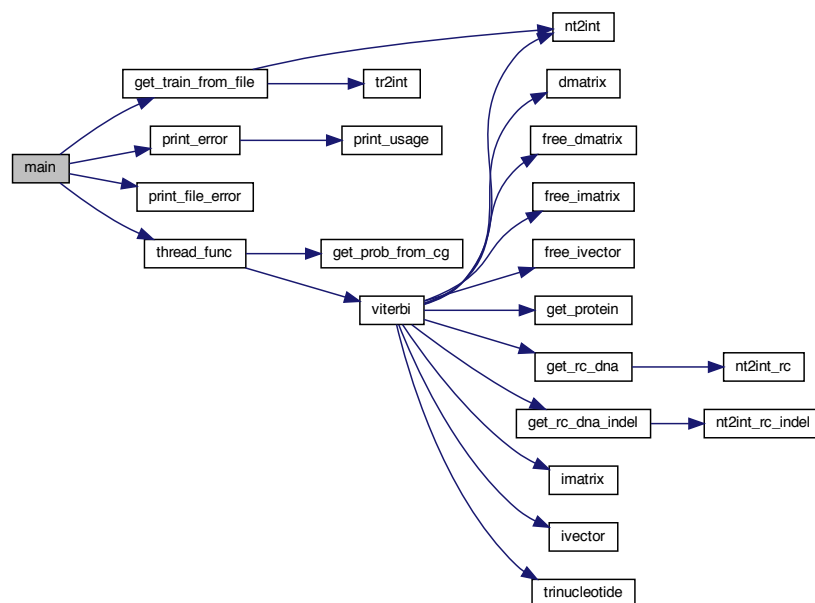 nt2int
get_train_from_file
tr2int
dmatrix
print_error
print_usage
free_dmatrix
main
print_file_error
free_imatrix
thread_func
get_prob_from_cg
free_ivector
viterbi
get_protein
get_rc_dna
nt2int_rc
get_rc_dna_indel
nt2int_rc_indel
imatrix
ivector
trinucleotide